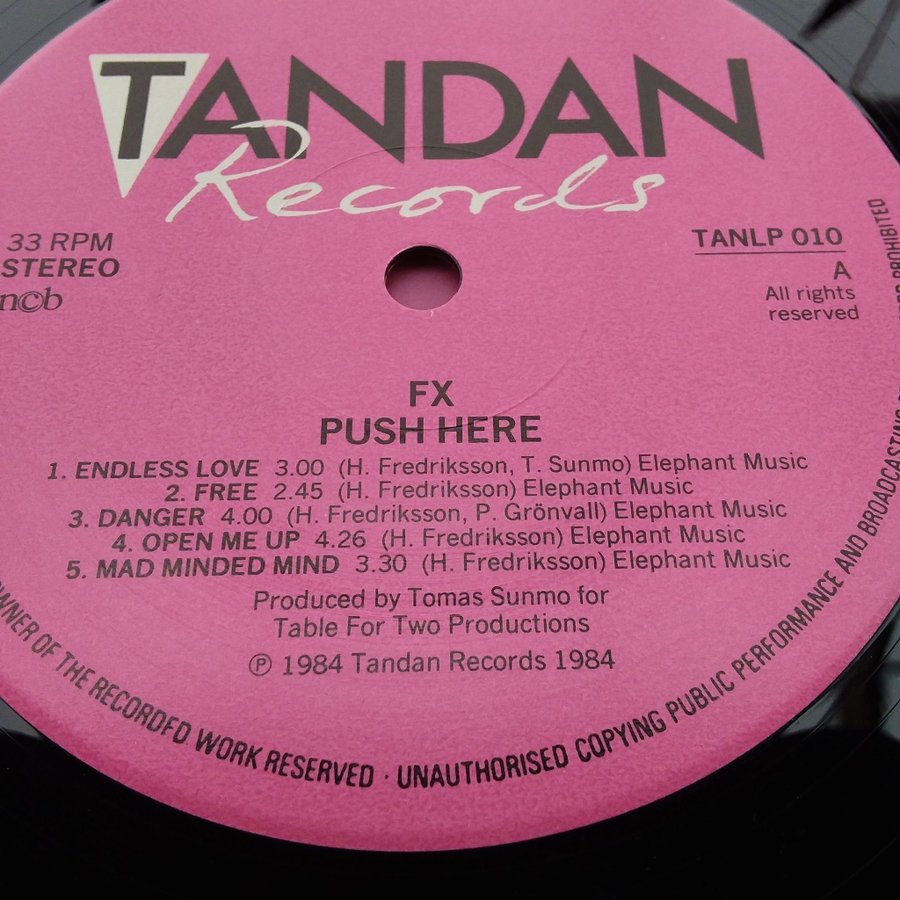 TANDAN
Records
33 RPM
STEREO
ncb
TANLP 010
A
All rights
reserved
FX
PUSH HERE
1. ENDLESS LOVE 3.00 (H. Fredriksson, T. Sunmo) Elephant Music
2. FREE 2.45 (H. Fredriksson) Elephant Music
3. DANGER 4.00 (H. Fredriksson, P. Grönvall) Elephant Music
4. OPEN ME UP 4.26 (H. Fredriksson) Elephant Music
5. MAD MINDED MIND 3.30 (H. Fredriksson) Elephant Music
Produced by Tomas Sunmo for
Table For Two Productions
℗ 1984 Tandan Records 1984
OWNER OF THE RECORDED WORK RESERVED · UNAUTHORISED COPYING PUBLIC PERFORMANCE AND BROADCASTING PROHIBITED